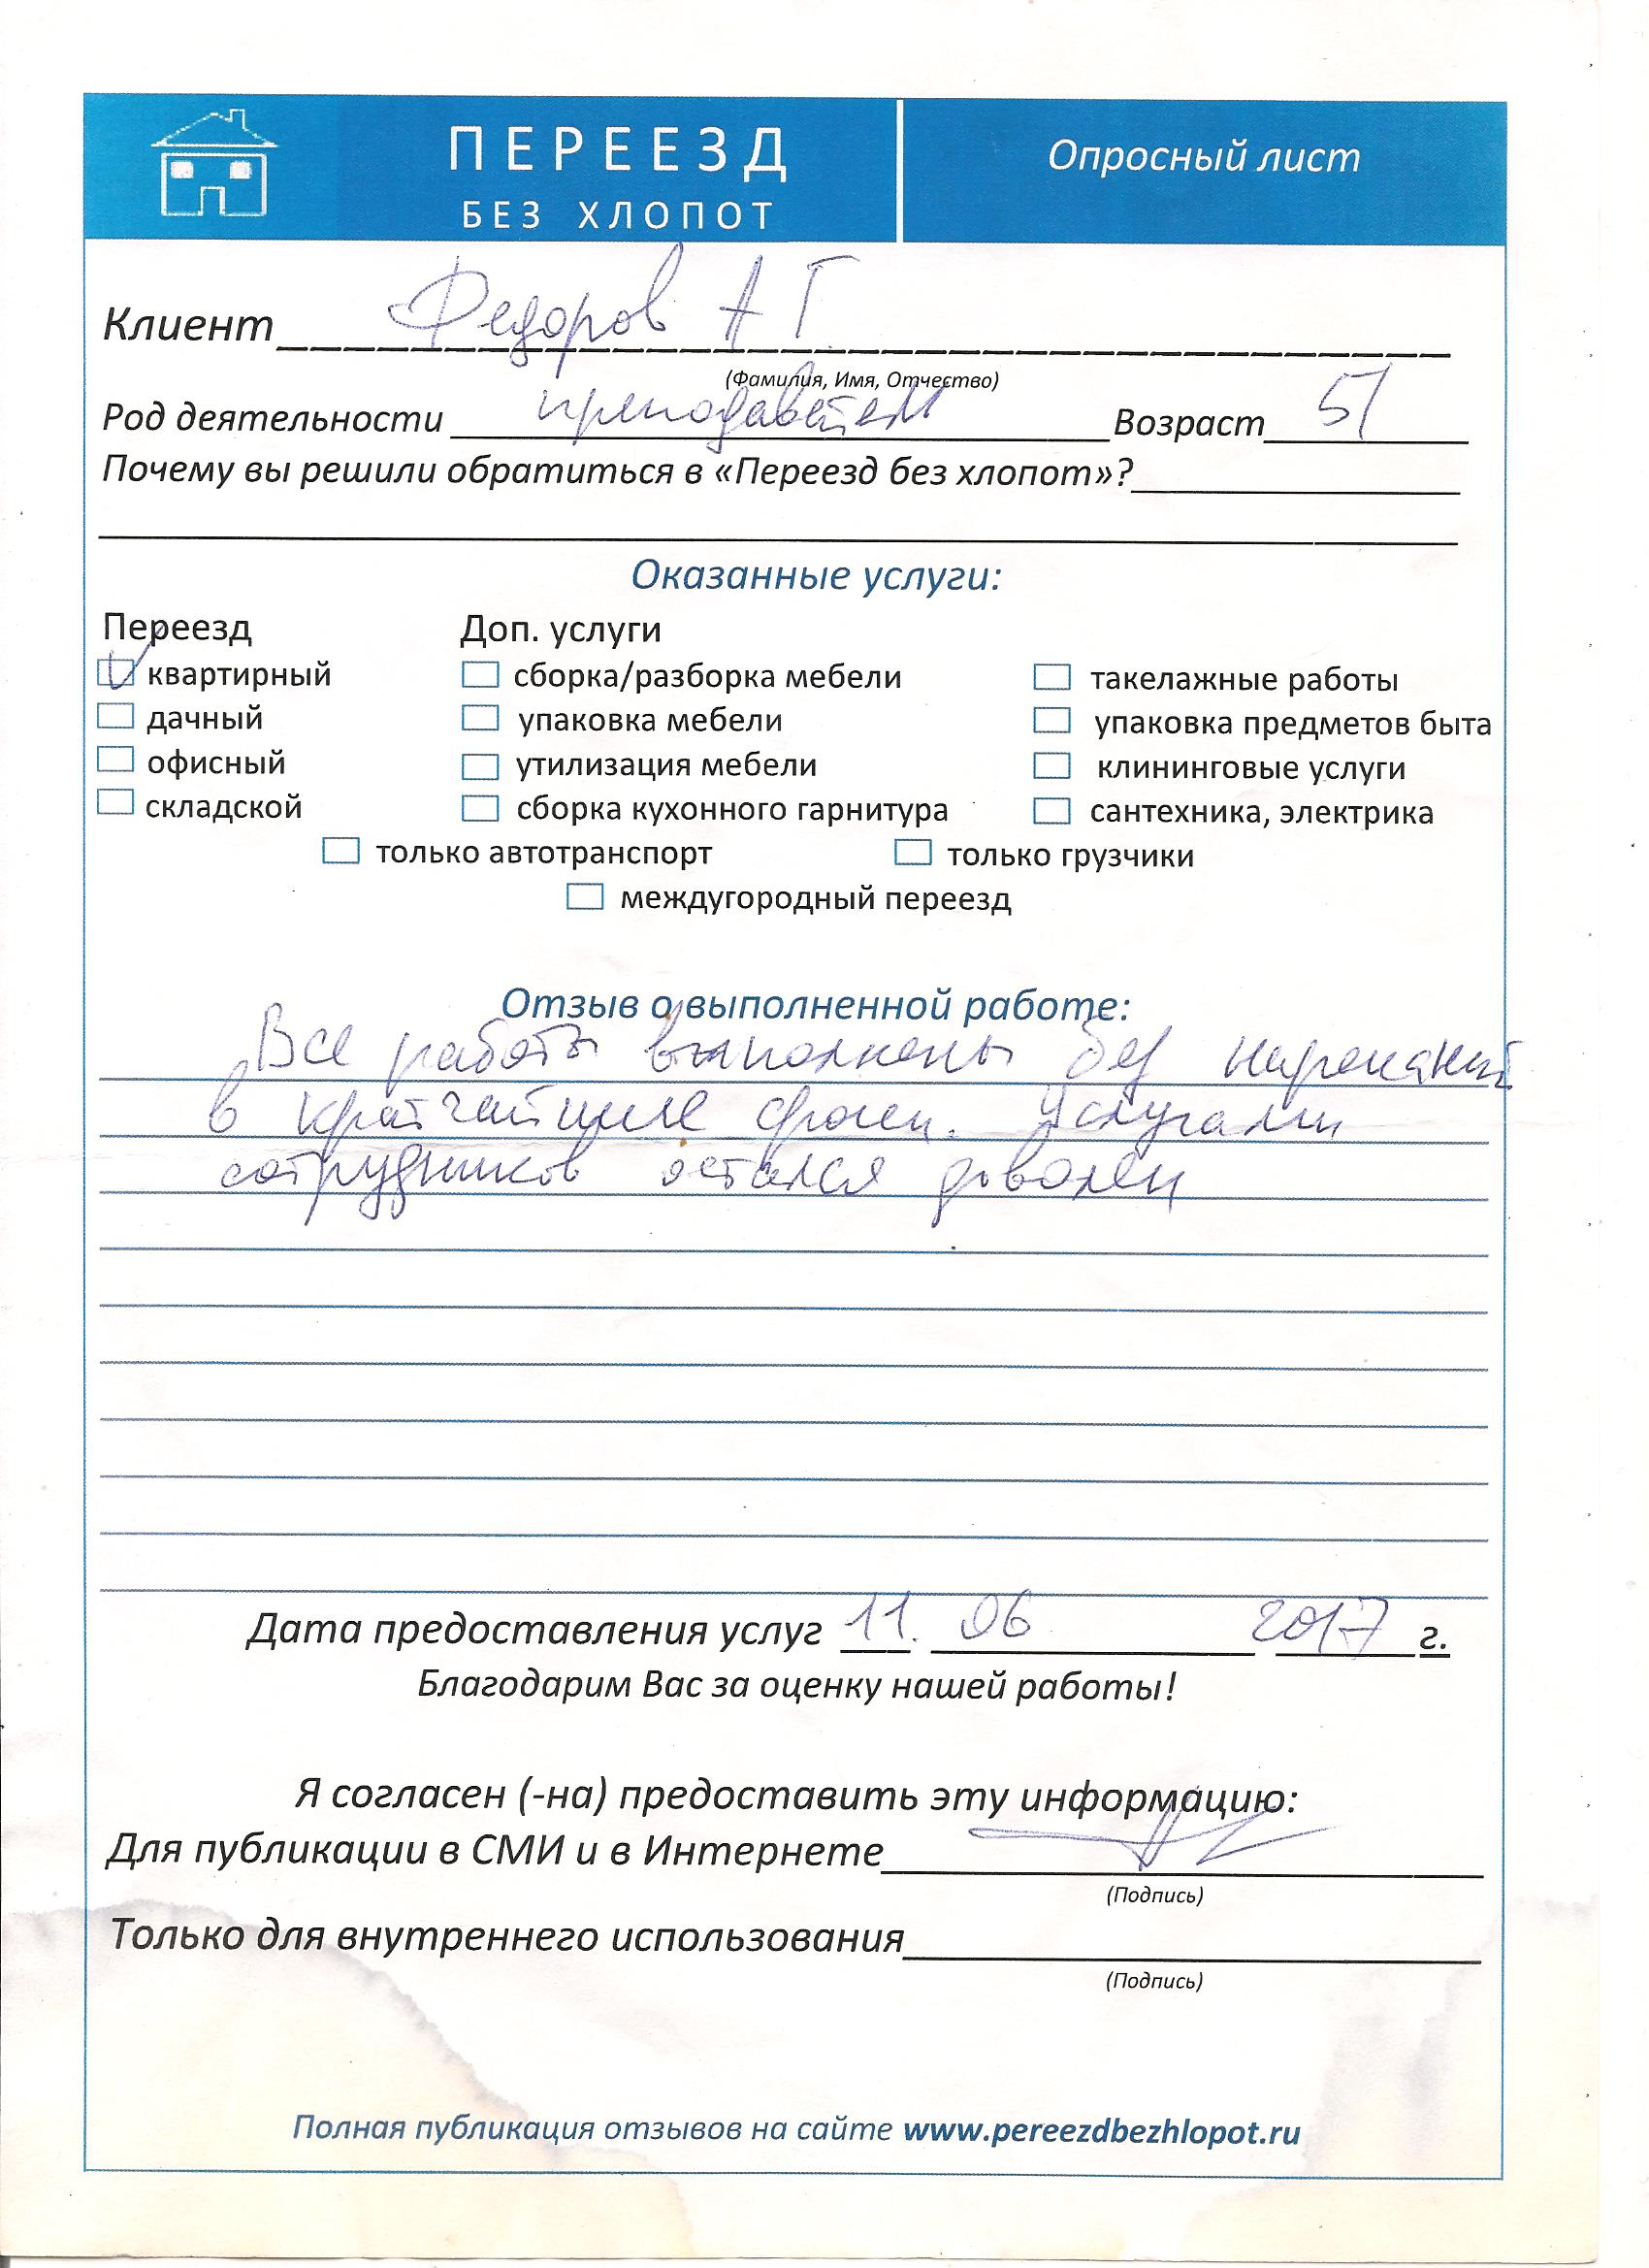 ПЕРЕЕЗД
БЕЗ ХЛОПОТ
Опросный лист
Клиент Федоров А Г
(Фамилия, Имя, Отчество)
Род деятельности преподаватель Возраст 51
Почему вы решили обратиться в «Переезд без хлопот»?
Оказанные услуги:
Переезд Доп. услуги
квартирный сборка/разборка мебели такелажные работы
дачный упаковка мебели упаковка предметов быта
офисный утилизация мебели клининговые услуги
складской сборка кухонного гарнитура сантехника, электрика
только автотранспорт только грузчики
междугородный переезд
Отзыв о выполненной работе:
Все работы выполнены без нареканий
в кратчайшие сроки. Услугами
сотрудников остался доволен
Дата предоставления услуг 11. 06 2017 г.
Благодарим Вас за оценку нашей работы!
Я согласен (-на) предоставить эту информацию:
Для публикации в СМИ и в Интернете
(Подпись)
Только для внутреннего использования
(Подпись)
Полная публикация отзывов на сайте www.pereezdbezhlopot.ru